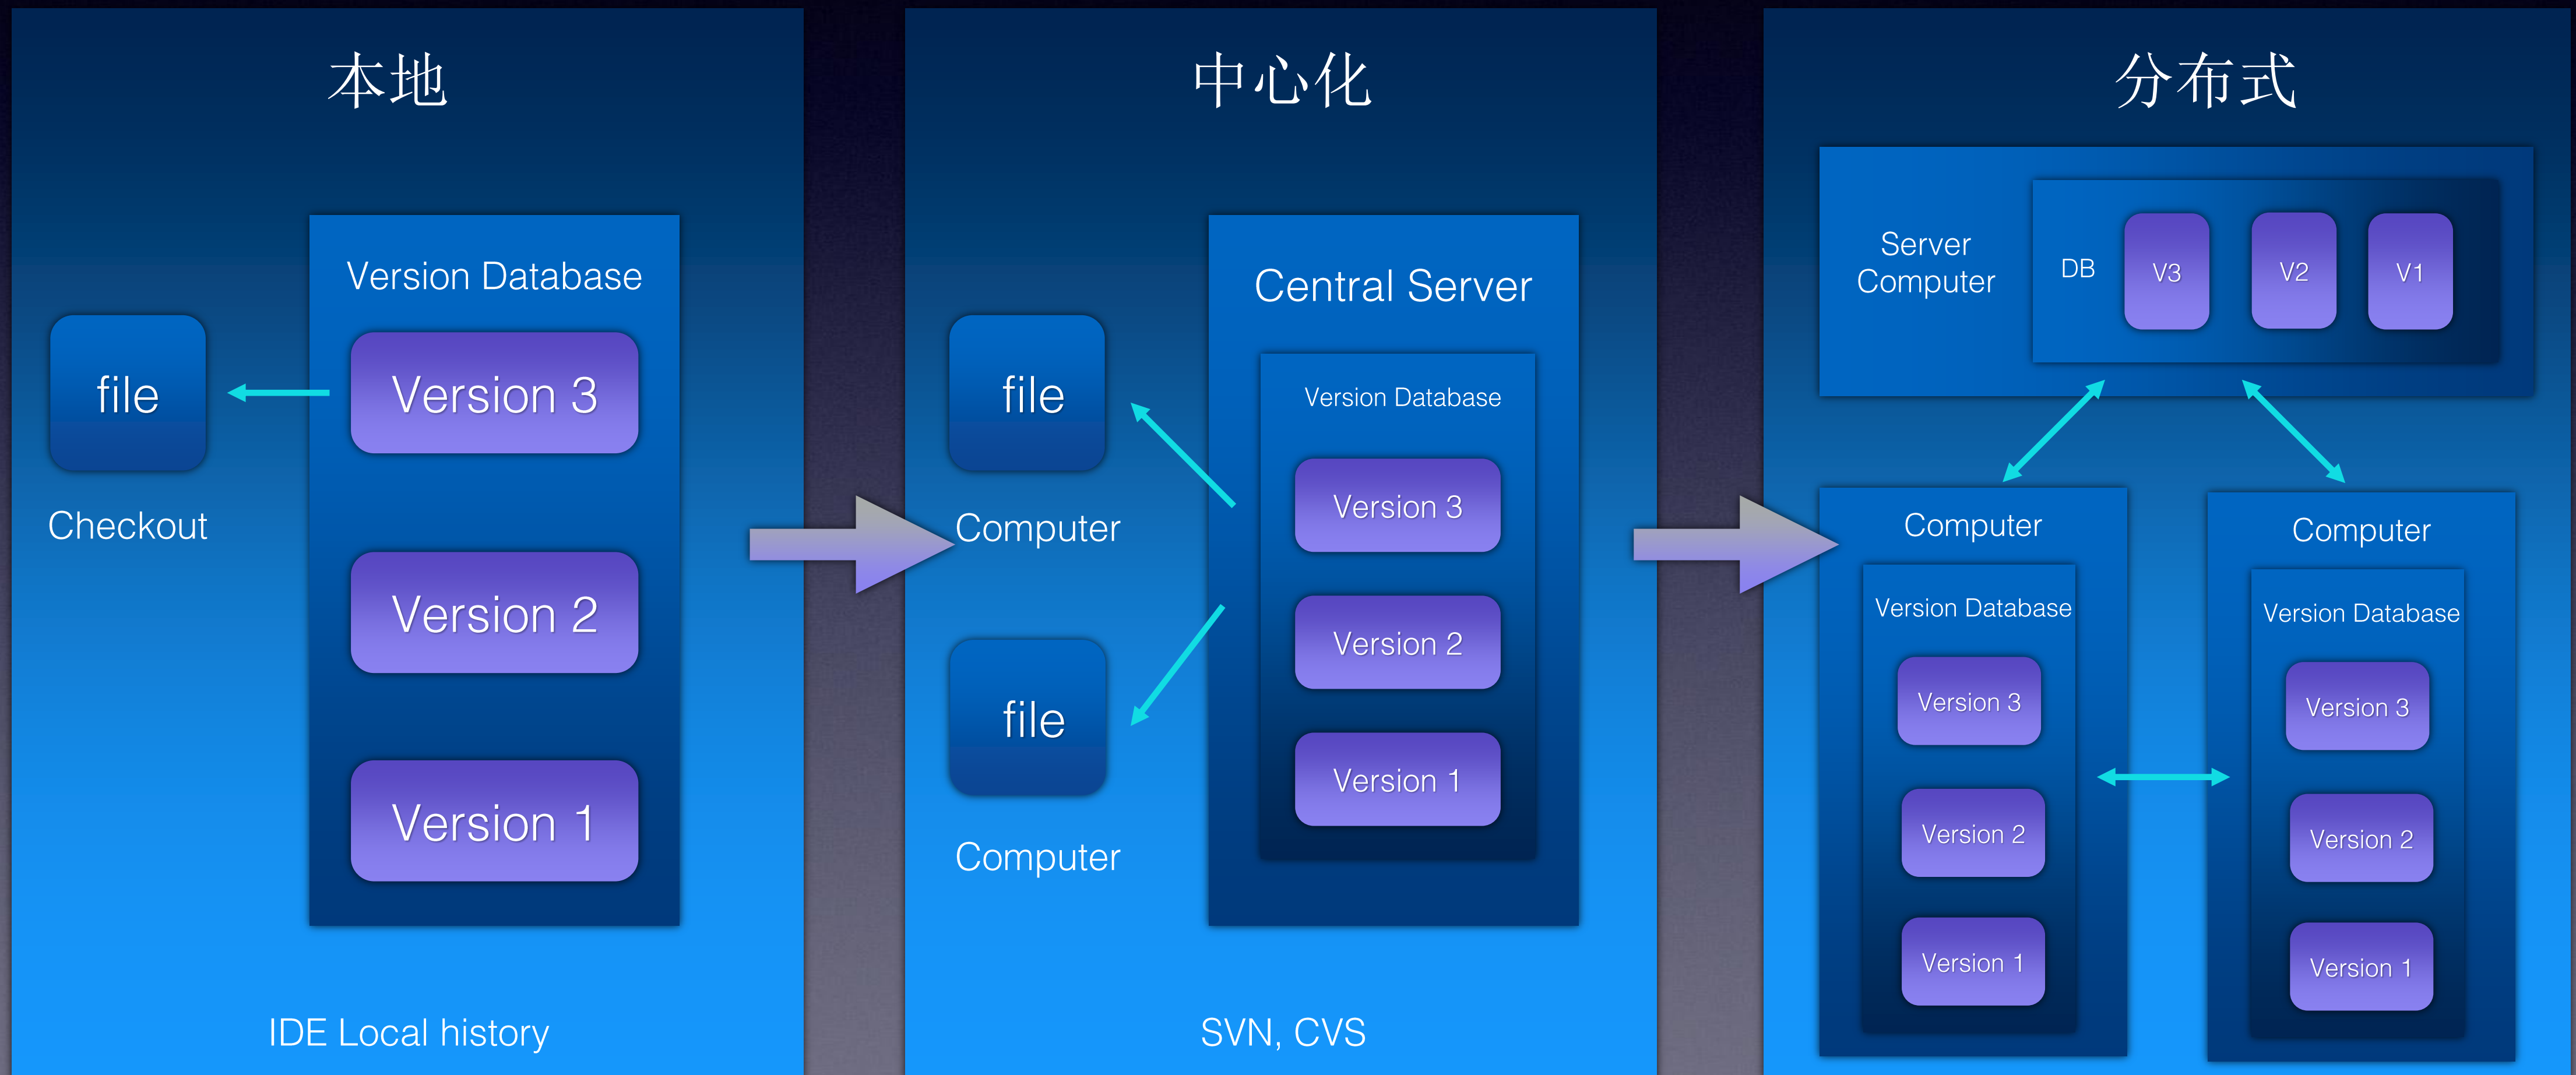 本地
Version Database
file
Version 3
Checkout
Version 2
Version 1
IDE Local history
中心化
Central Server
file
Version Database
Computer
Version 3
file
Version 2
Computer
Version 1
SVN, CVS
分布式
Server
Computer
DB
V3
V2
V1
Computer
Version Database
Version 3
Version 2
Version 1
Computer
Version Database
Version 3
Version 2
Version 1